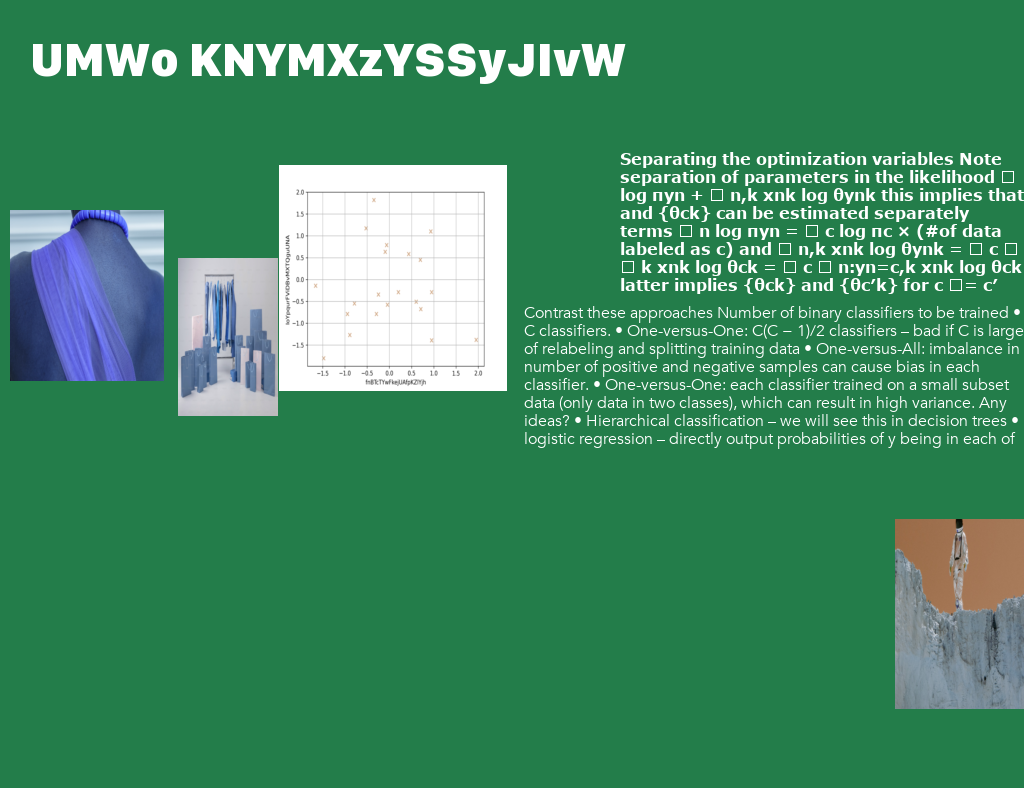 UMWo KNYMXzYSSyJIvW
Separating the optimization variables Note
separation of parameters in the likelihood □
log πyn + □ n,k xnk log θynk this implies that
and {θck} can be estimated separately
terms □ n log πyn = □ c log πc × (#of data
labeled as c) and □ n,k xnk log θynk = □ c □
□ k xnk log θck = □ c □ n:yn=c,k xnk log θck
latter implies {θck} and {θc′k} for c □= c′
Contrast these approaches Number of binary classifiers to be trained •
C classifiers. • One-versus-One: C(C − 1)/2 classifiers – bad if C is large
of relabeling and splitting training data • One-versus-All: imbalance in
number of positive and negative samples can cause bias in each
classifier. • One-versus-One: each classifier trained on a small subset
data (only data in two classes), which can result in high variance. Any
ideas? • Hierarchical classification – we will see this in decision trees •
logistic regression – directly output probabilities of y being in each of
2.0
1.5
1.0
0.5
0.0
−0.5
−1.0
−1.5
−1.5 −1.0 −0.5 0.0 0.5 1.0 1.5 2.0